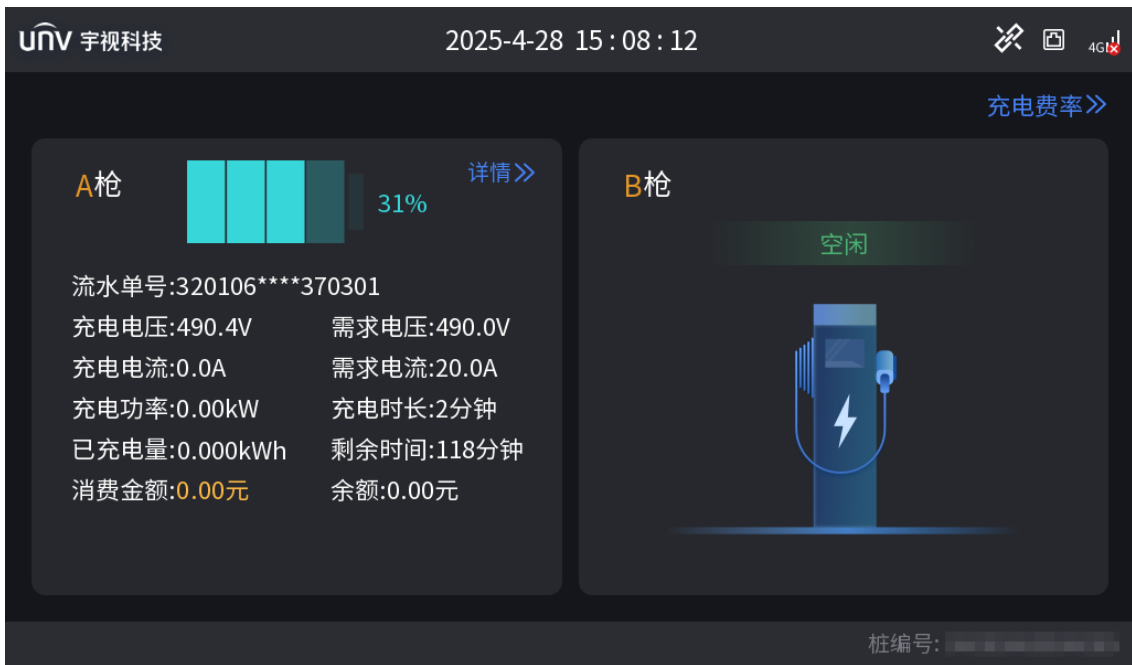 UNV 宇视科技 2025-4-28 15:08:12 4G
充电费率
A枪 31% 详情
流水单号:320106****370301
充电电压:490.4V 需求电压:490.0V
充电电流:0.0A 需求电流:20.0A
充电功率:0.00kW 充电时长:2分钟
已充电量:0.000kWh 剩余时间:118分钟
消费金额:0.00元 余额:0.00元
B枪
空闲
桩编号: